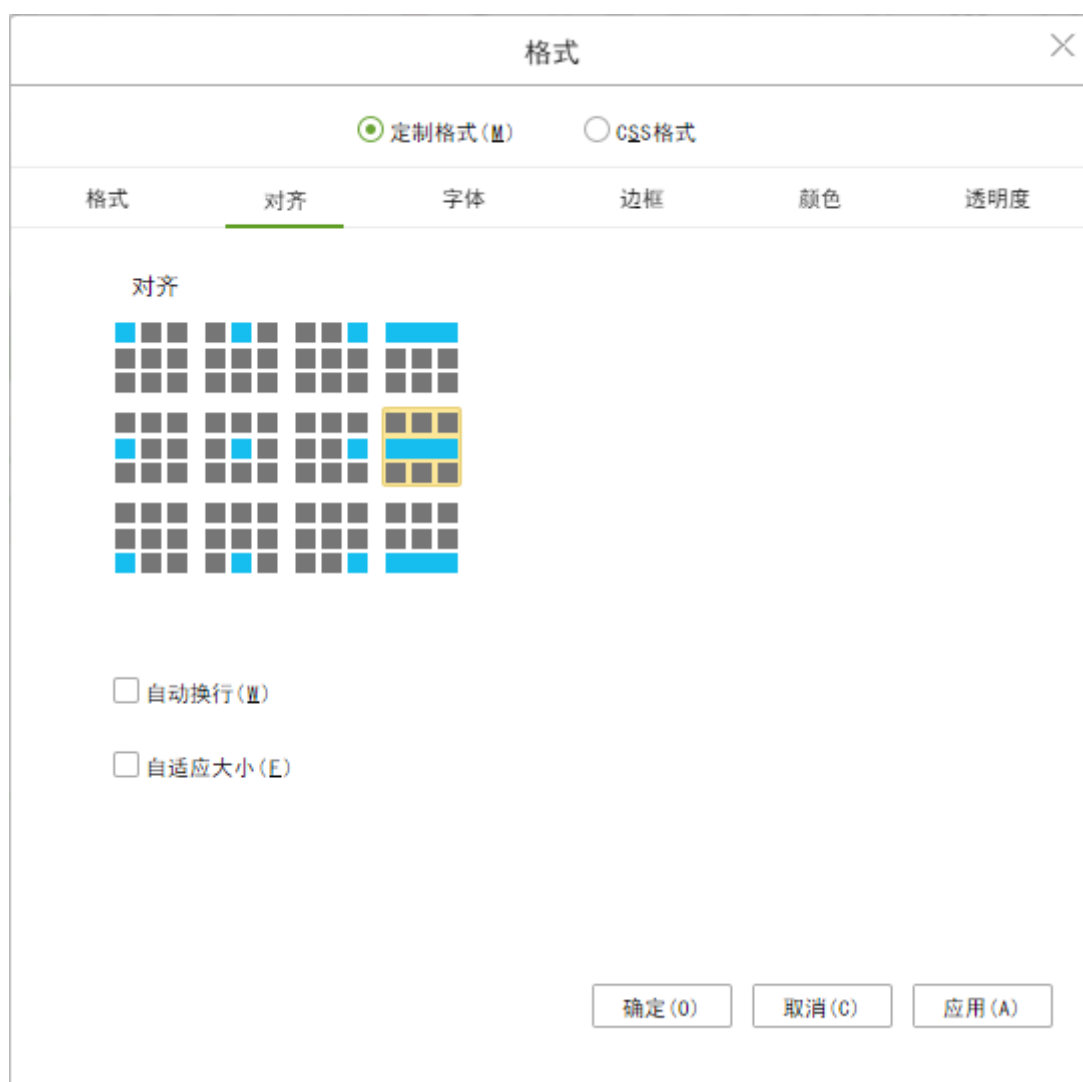 格式
定制格式(M) CSS格式
格式 对齐 字体 边框 颜色 透明度
对齐
自动换行(W)
自适应大小(F)
确定(O) 取消(C) 应用(A)